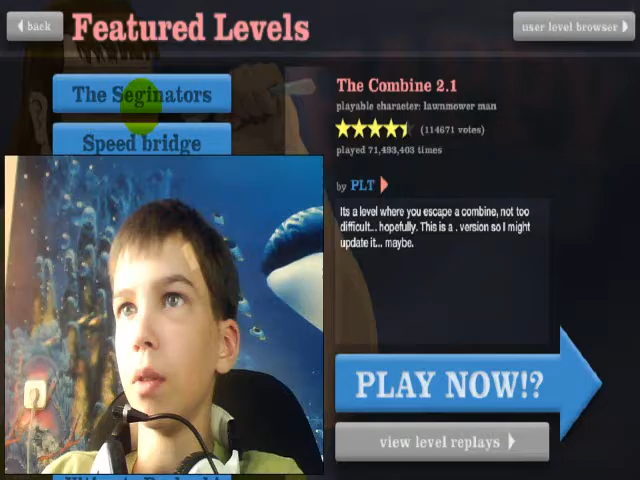 back
Featured Levels
user level browser
The Seginators
Speed bridge
The Combine 2.1
playable character: lawnmower man
(114671 votes)
played 71,493,403 times
by PLT
Its a level where you escape a combine, not too
difficult... hopefully. This is a . version so I might
update it... maybe.
PLAY NOW!?
view level replays